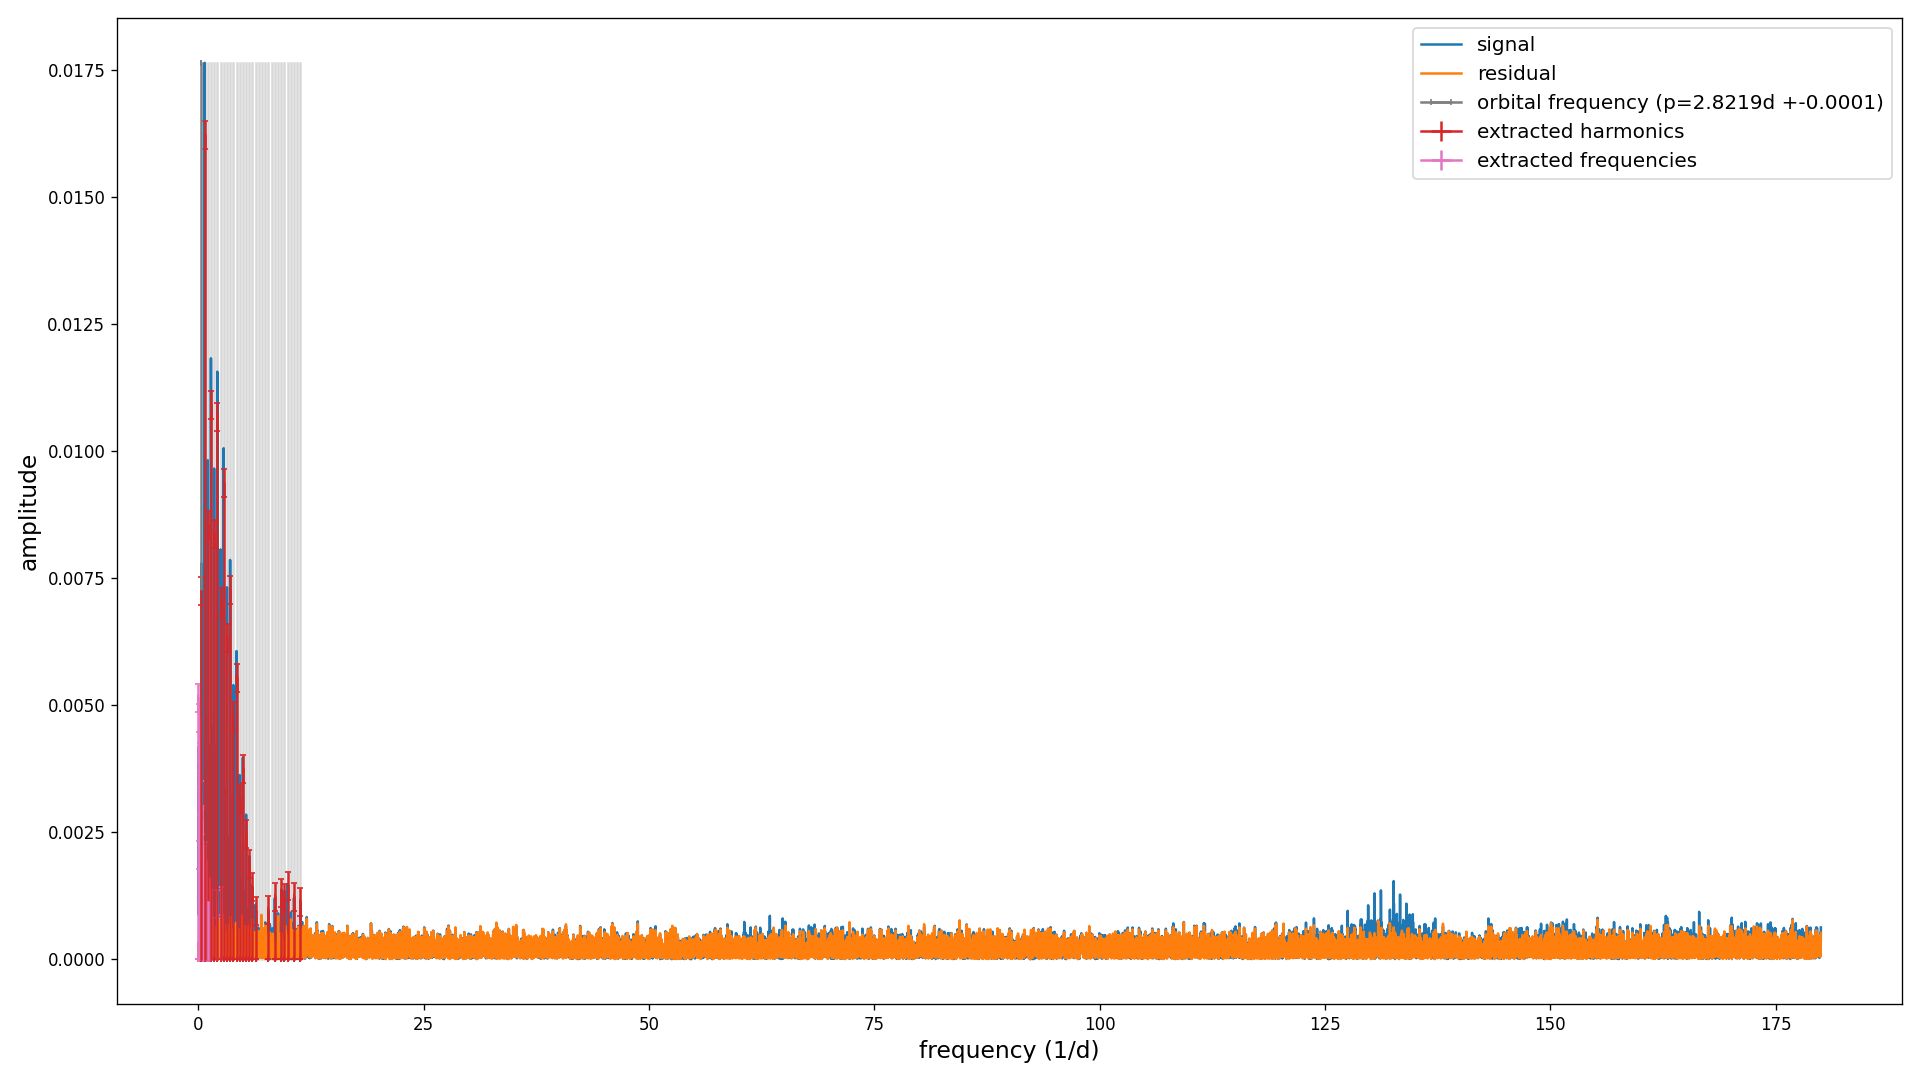 signal
residual
orbital frequency (p=2.8219d +-0.0001)
extracted harmonics
extracted frequencies
0.0175
0.0150
0.0125
0.0100
0.0075
0.0050
0.0025
0.0000
amplitude
0 25 50 75 100 125 150 175
frequency (1/d)